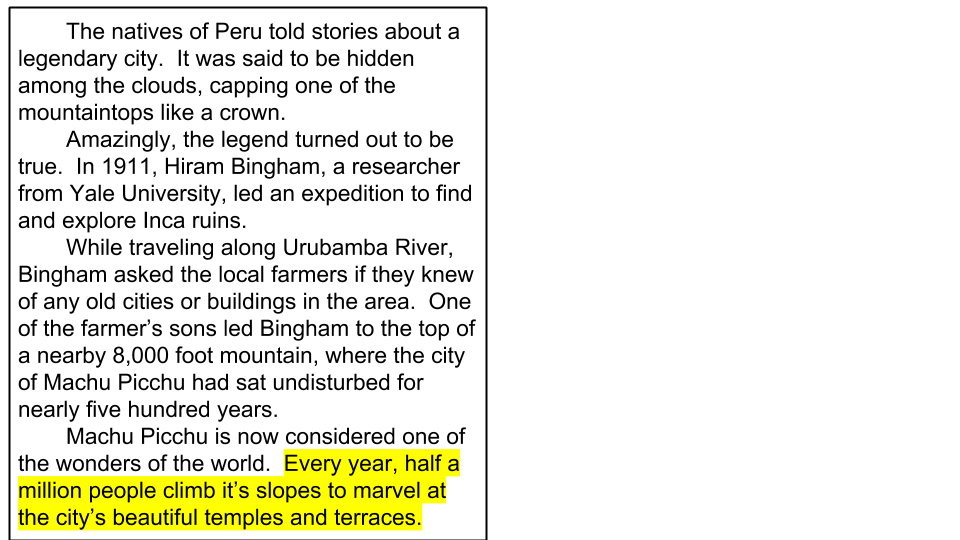 The natives of Peru told stories about a
legendary city.  It was said to be hidden
among the clouds, capping one of the
mountaintops like a crown.
Amazingly, the legend turned out to be
true.  In 1911, Hiram Bingham, a researcher
from Yale University, led an expedition to find
and explore Inca ruins.
While traveling along Urubamba River,
Bingham asked the local farmers if they knew
of any old cities or buildings in the area.  One
of the farmer’s sons led Bingham to the top of
a nearby 8,000 foot mountain, where the city
of Machu Picchu had sat undisturbed for
nearly five hundred years.
Machu Picchu is now considered one of
the wonders of the world.  Every year, half a
million people climb it’s slopes to marvel at
the city’s beautiful temples and terraces.